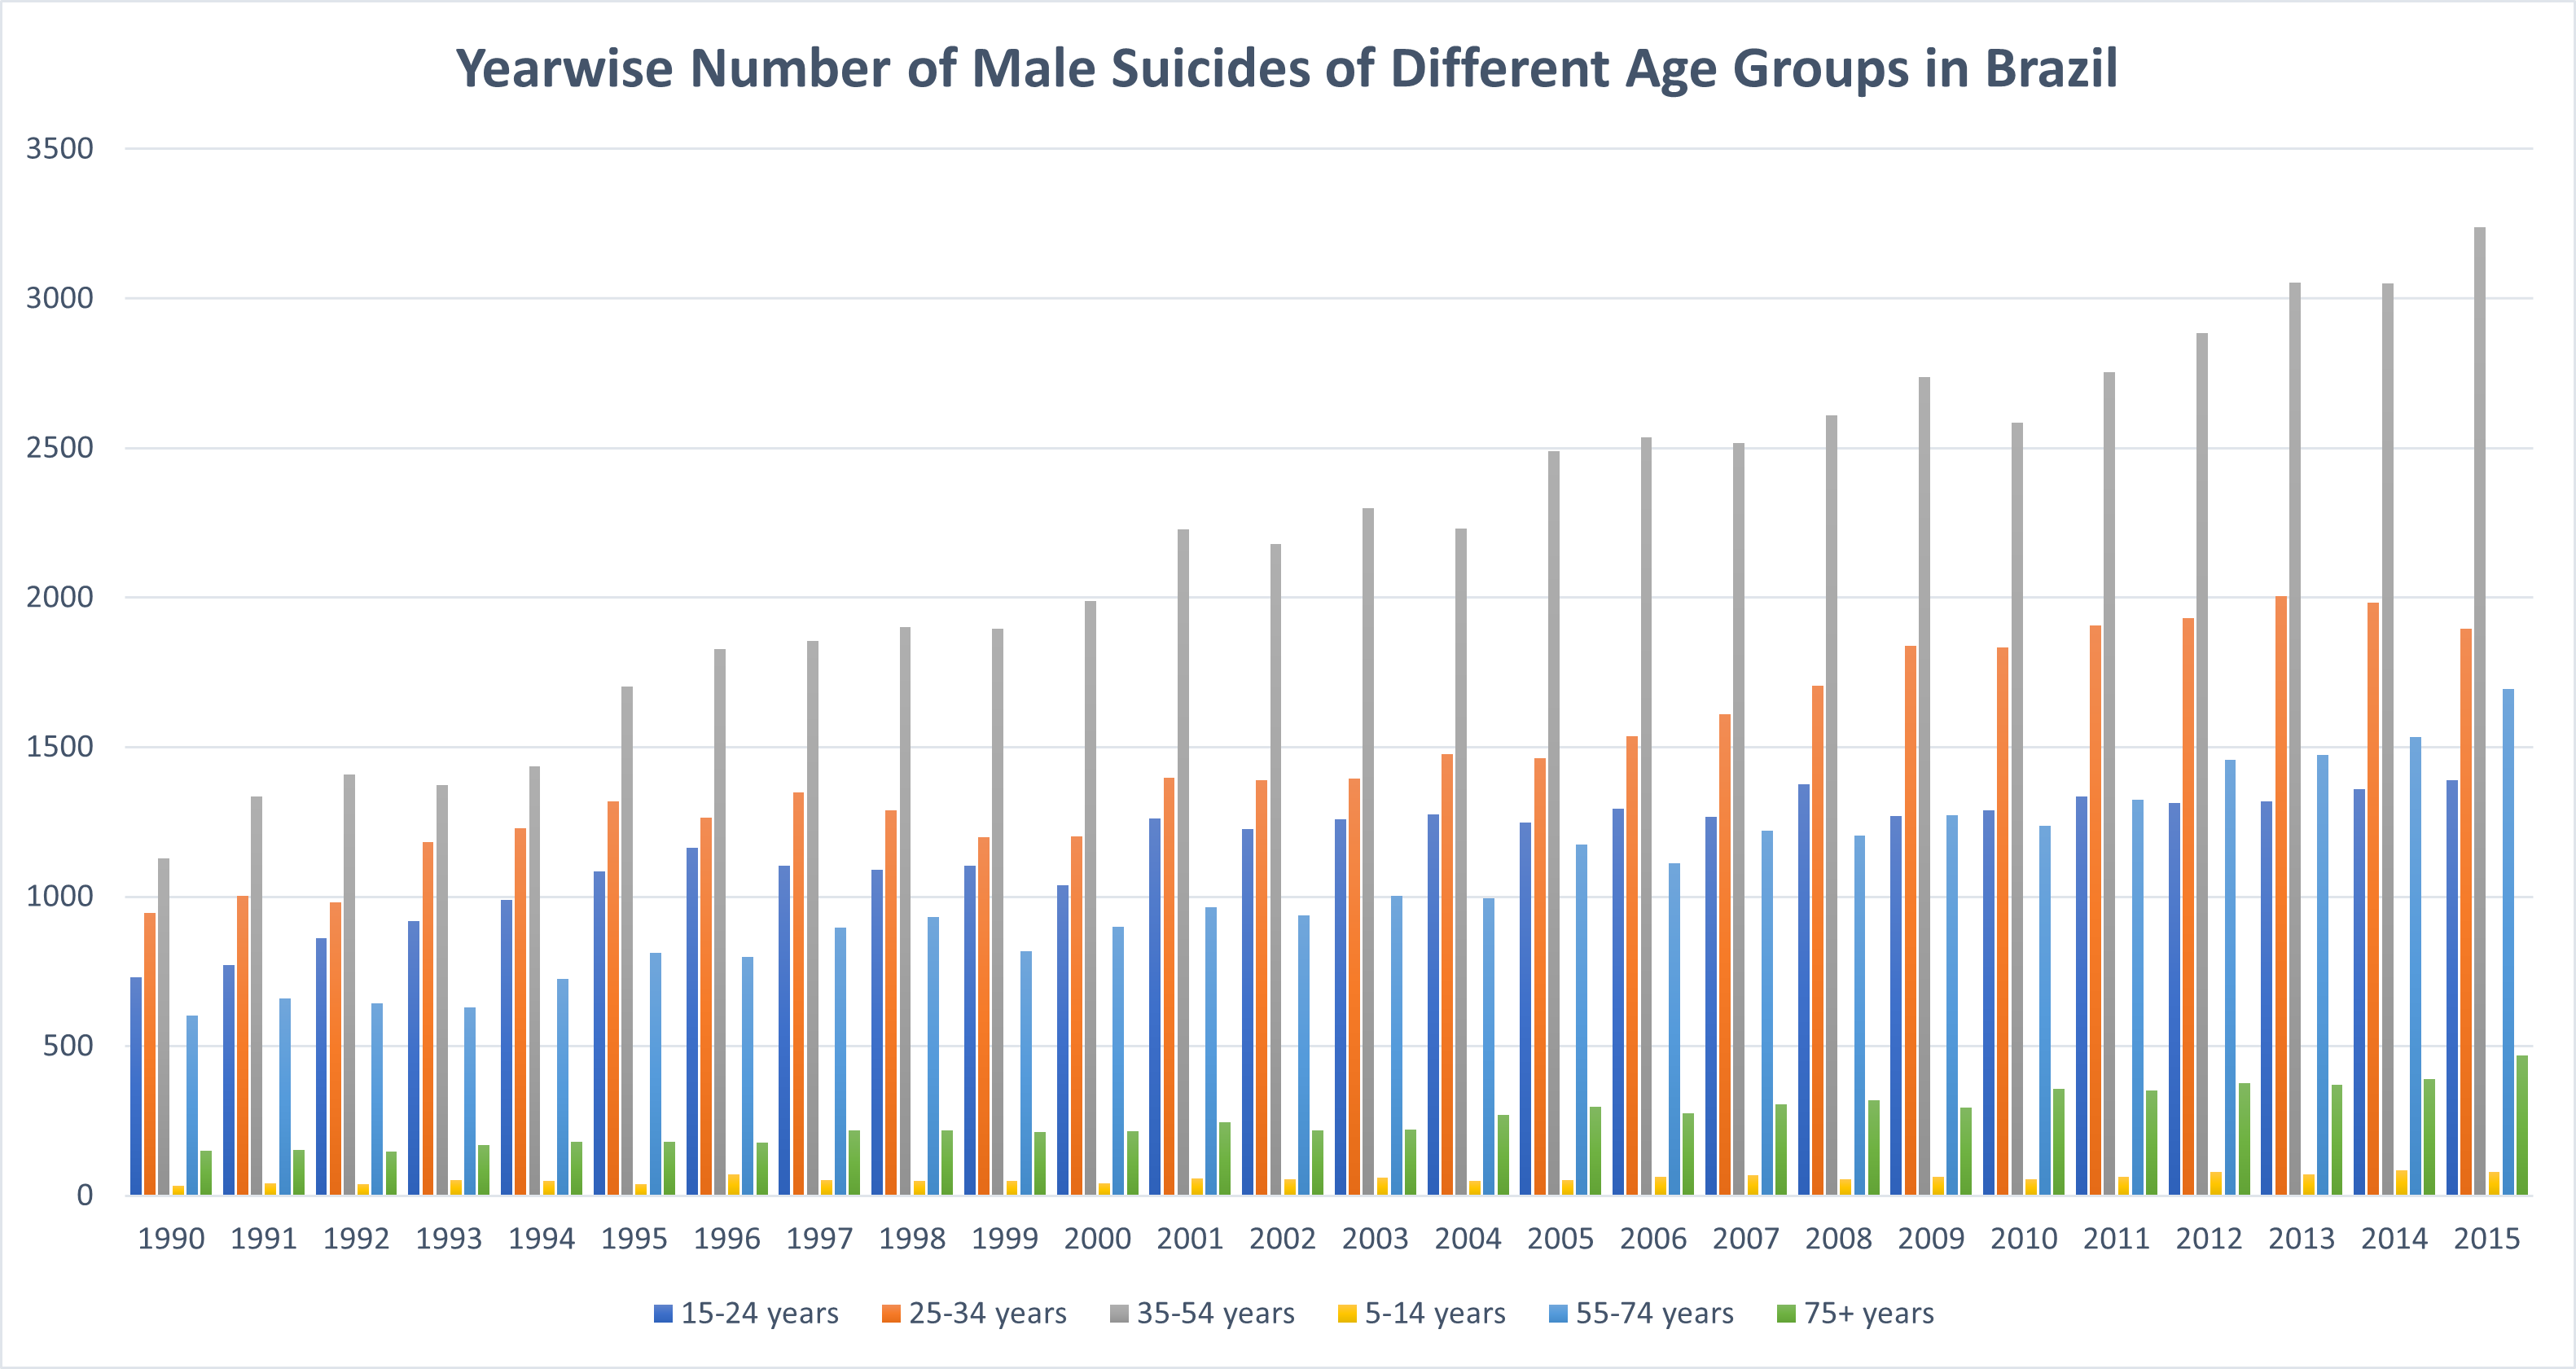 Yearwise Number of Male Suicides of Different Age Groups in Brazil
3500
3000
2500
2000
1500
1000
500
0
1990 1991 1992 1993 1994 1995 1996 1997 1998 1999 2000 2001 2002 2003 2004 2005 2006 2007 2008 2009 2010 2011 2012 2013 2014 2015
15-24 years 25-34 years 35-54 years 5-14 years 55-74 years 75+ years